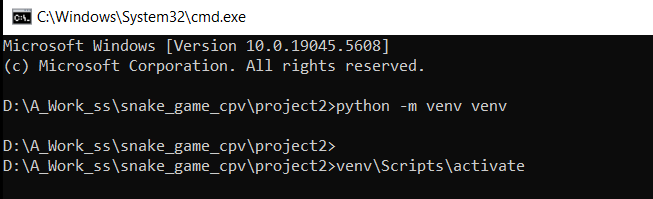 C:\Windows\System32\cmd.exe
Microsoft Windows [Version 10.0.19045.5608]
(c) Microsoft Corporation. All rights reserved.
D:\A_Work_ss\snake_game_cpv\project2>python -m venv venv
D:\A_Work_ss\snake_game_cpv\project2>
D:\A_Work_ss\snake_game_cpv\project2>venv\Scripts\activate